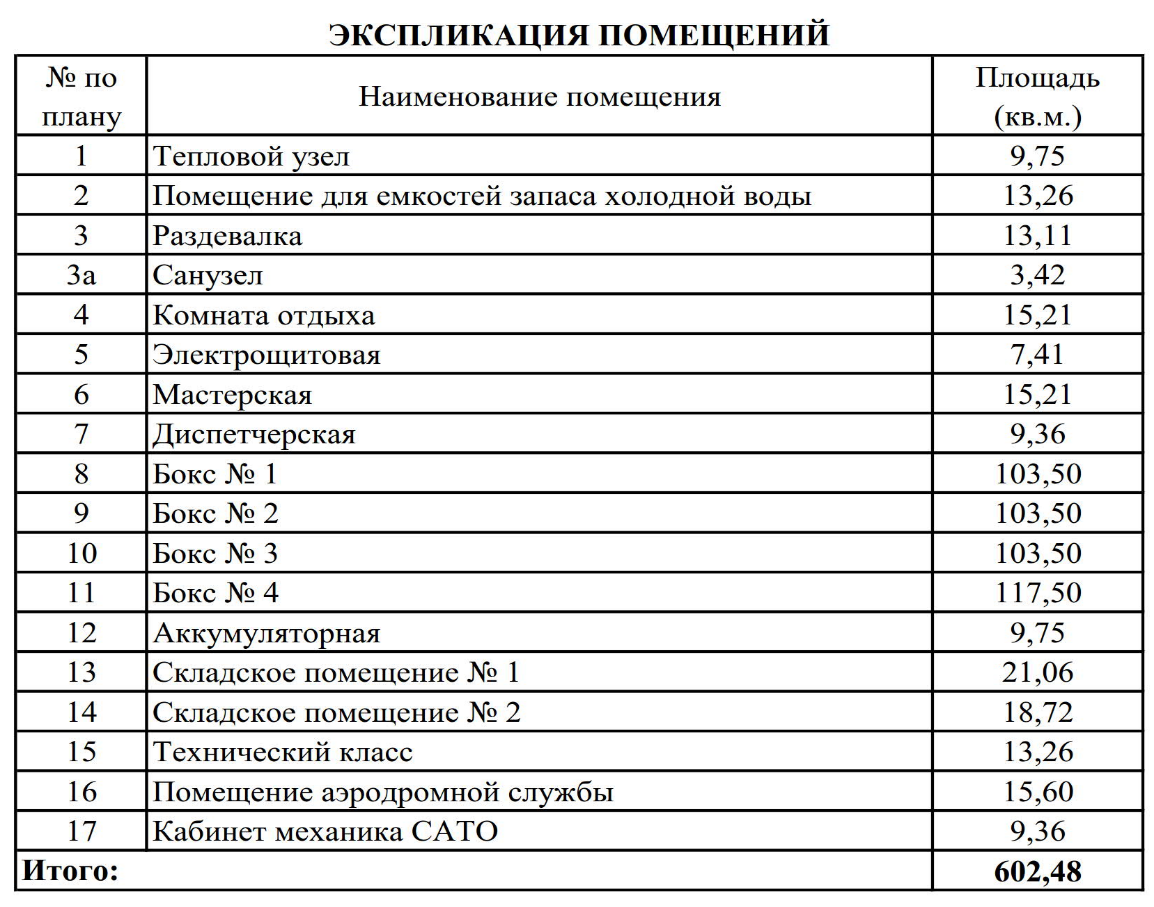 ЭКСПЛИКАЦИЯ ПОМЕЩЕНИЙ
№ по плану Наименование помещения Площадь (кв.м.)
1 Тепловой узел 9,75
2 Помещение для емкостей запаса холодной воды 13,26
3 Раздевалка 13,11
3а Санузел 3,42
4 Комната отдыха 15,21
5 Электрощитовая 7,41
6 Мастерская 15,21
7 Диспетчерская 9,36
8 Бокс № 1 103,50
9 Бокс № 2 103,50
10 Бокс № 3 103,50
11 Бокс № 4 117,50
12 Аккумуляторная 9,75
13 Складское помещение № 1 21,06
14 Складское помещение № 2 18,72
15 Технический класс 13,26
16 Помещение аэродромной службы 15,60
17 Кабинет механика САТО 9,36
Итого: 602,48